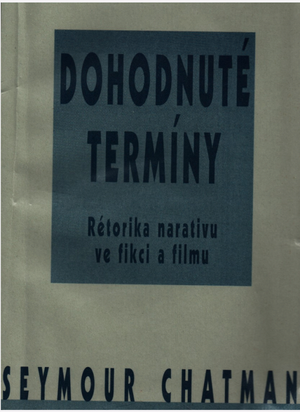 DOHODNUTÉ
TERMÍNY
Rétorika narativu
ve fikci a filmu
SEYMOUR CHATMAN